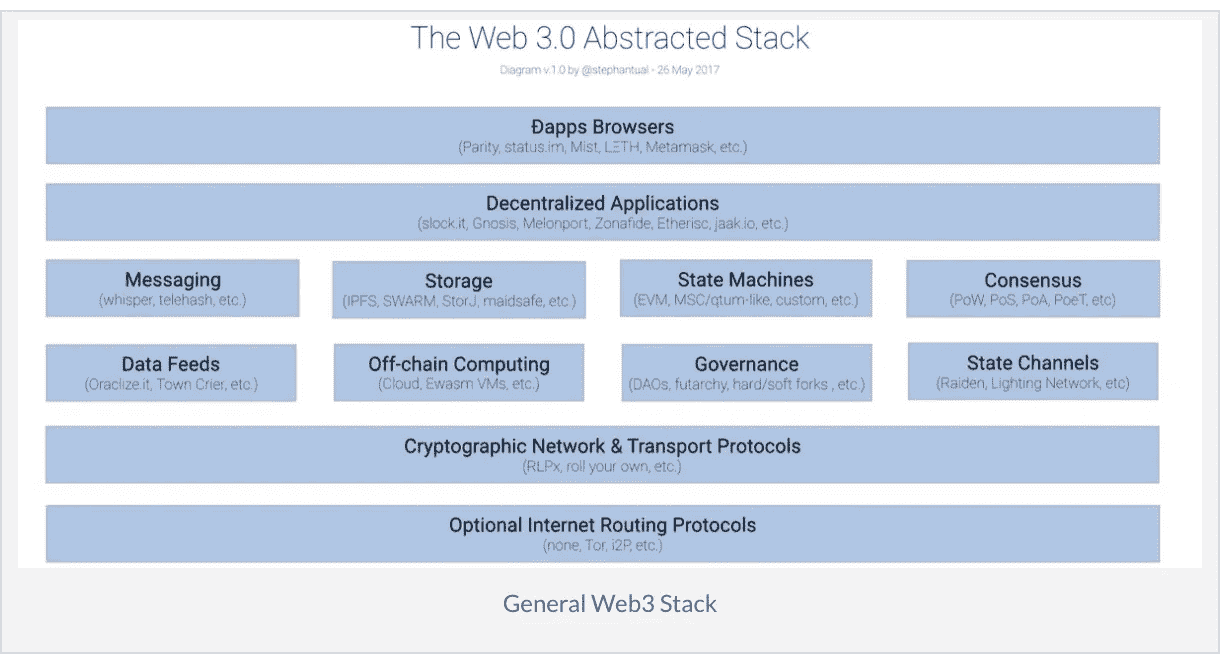 The Web 3.0 Abstracted Stack
Diagram v.1.0 by @stephantual - 26 May 2017
Ðapps Browsers
(Parity, status.im, Mist, LΞTH, Metamask, etc.)
Decentralized Applications
(slock.it, Gnosis, Melonport, Zonafide, Etherisc, jaak.io, etc.)
Messaging
(whisper, telehash, etc.)
Storage
(IPFS, SWARM, StorJ, maidsafe, etc.)
State Machines
(EVM, MSC/qtum-like, custom, etc.)
Consensus
(PoW, PoS, PoA, PoeT, etc)
Data Feeds
(Oraclize.it, Town Crier, etc.)
Off-chain Computing
(Cloud, Ewasm VMs, etc.)
Governance
(DAOs, futarchy, hard/soft forks , etc.)
State Channels
(Raiden, Lighting Network, etc)
Cryptographic Network & Transport Protocols
(RLPx, roll your own, etc.)
Optional Internet Routing Protocols
(none, Tor, i2P, etc.)
General Web3 Stack